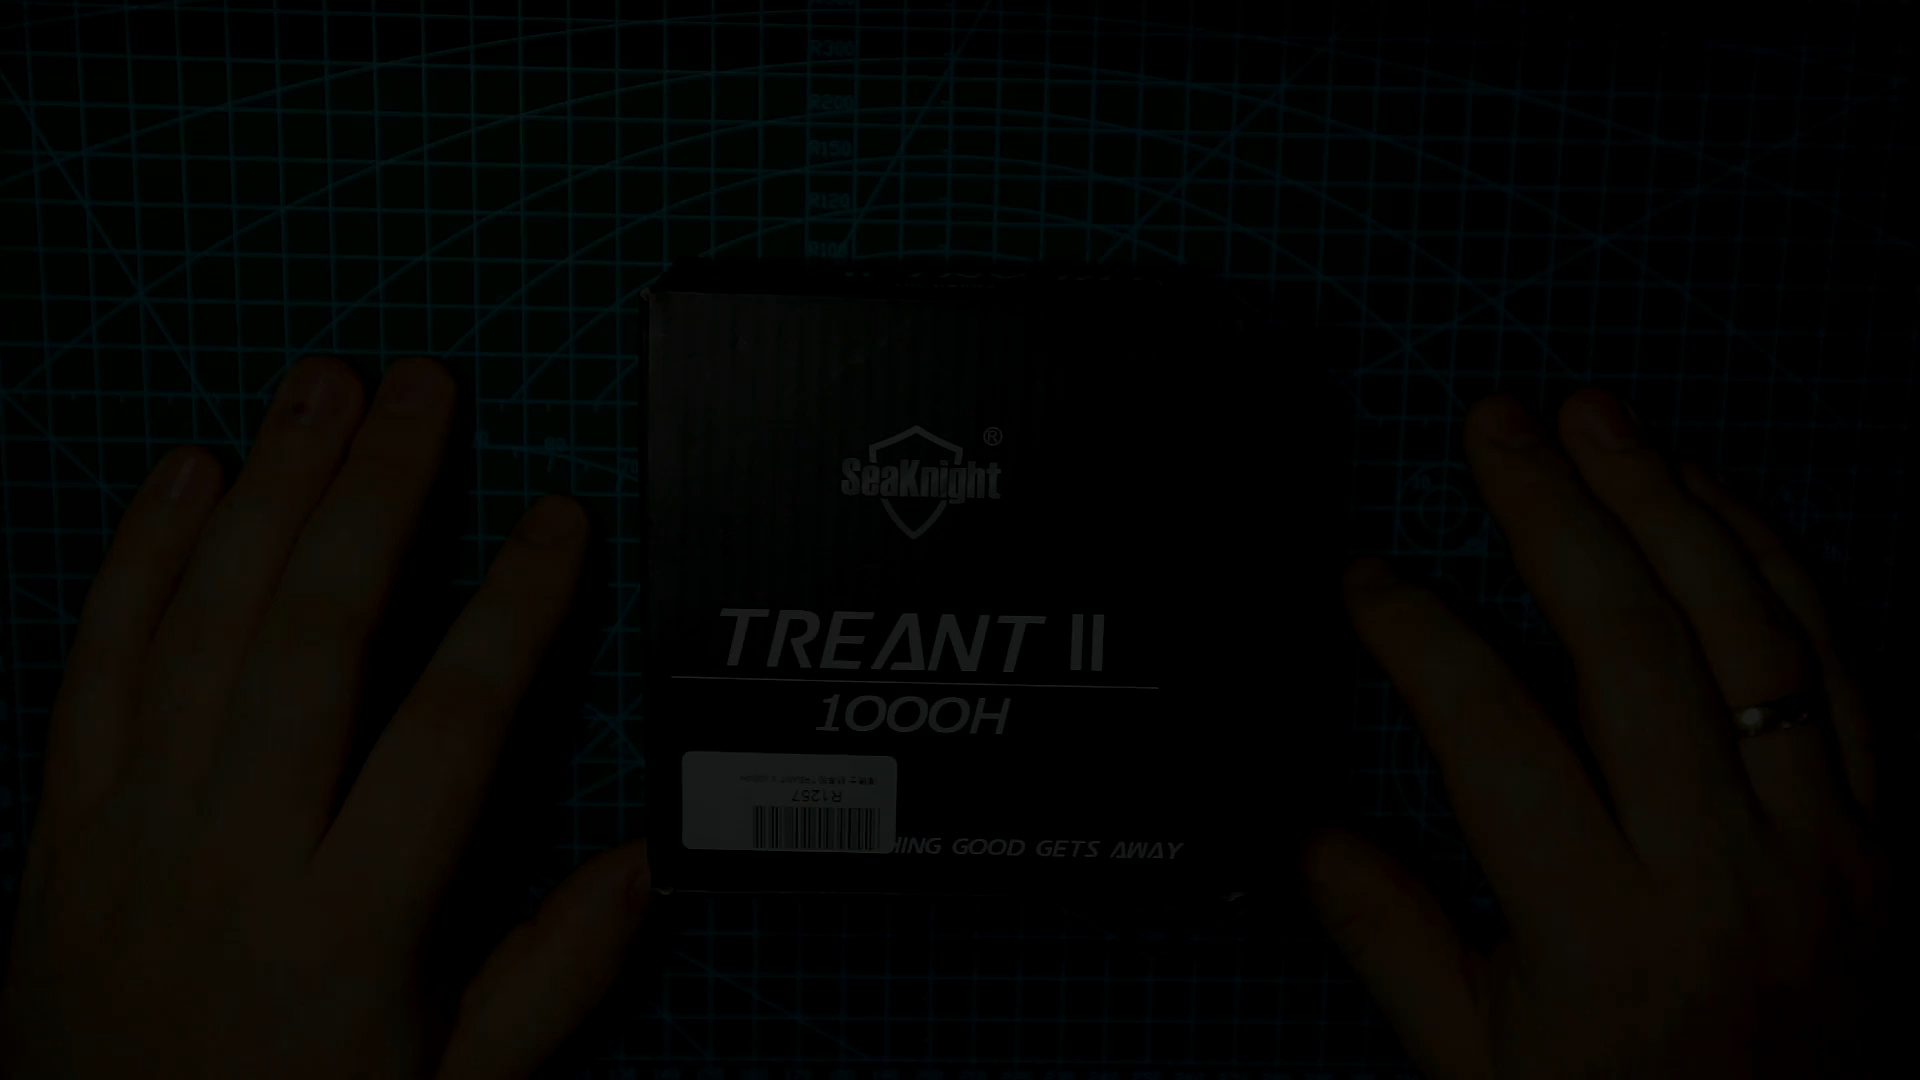 R300
R200
R150
R120
R100
SeaKnight®
TREANT II
1000H
R1257
HING GOOD GETS AWAY